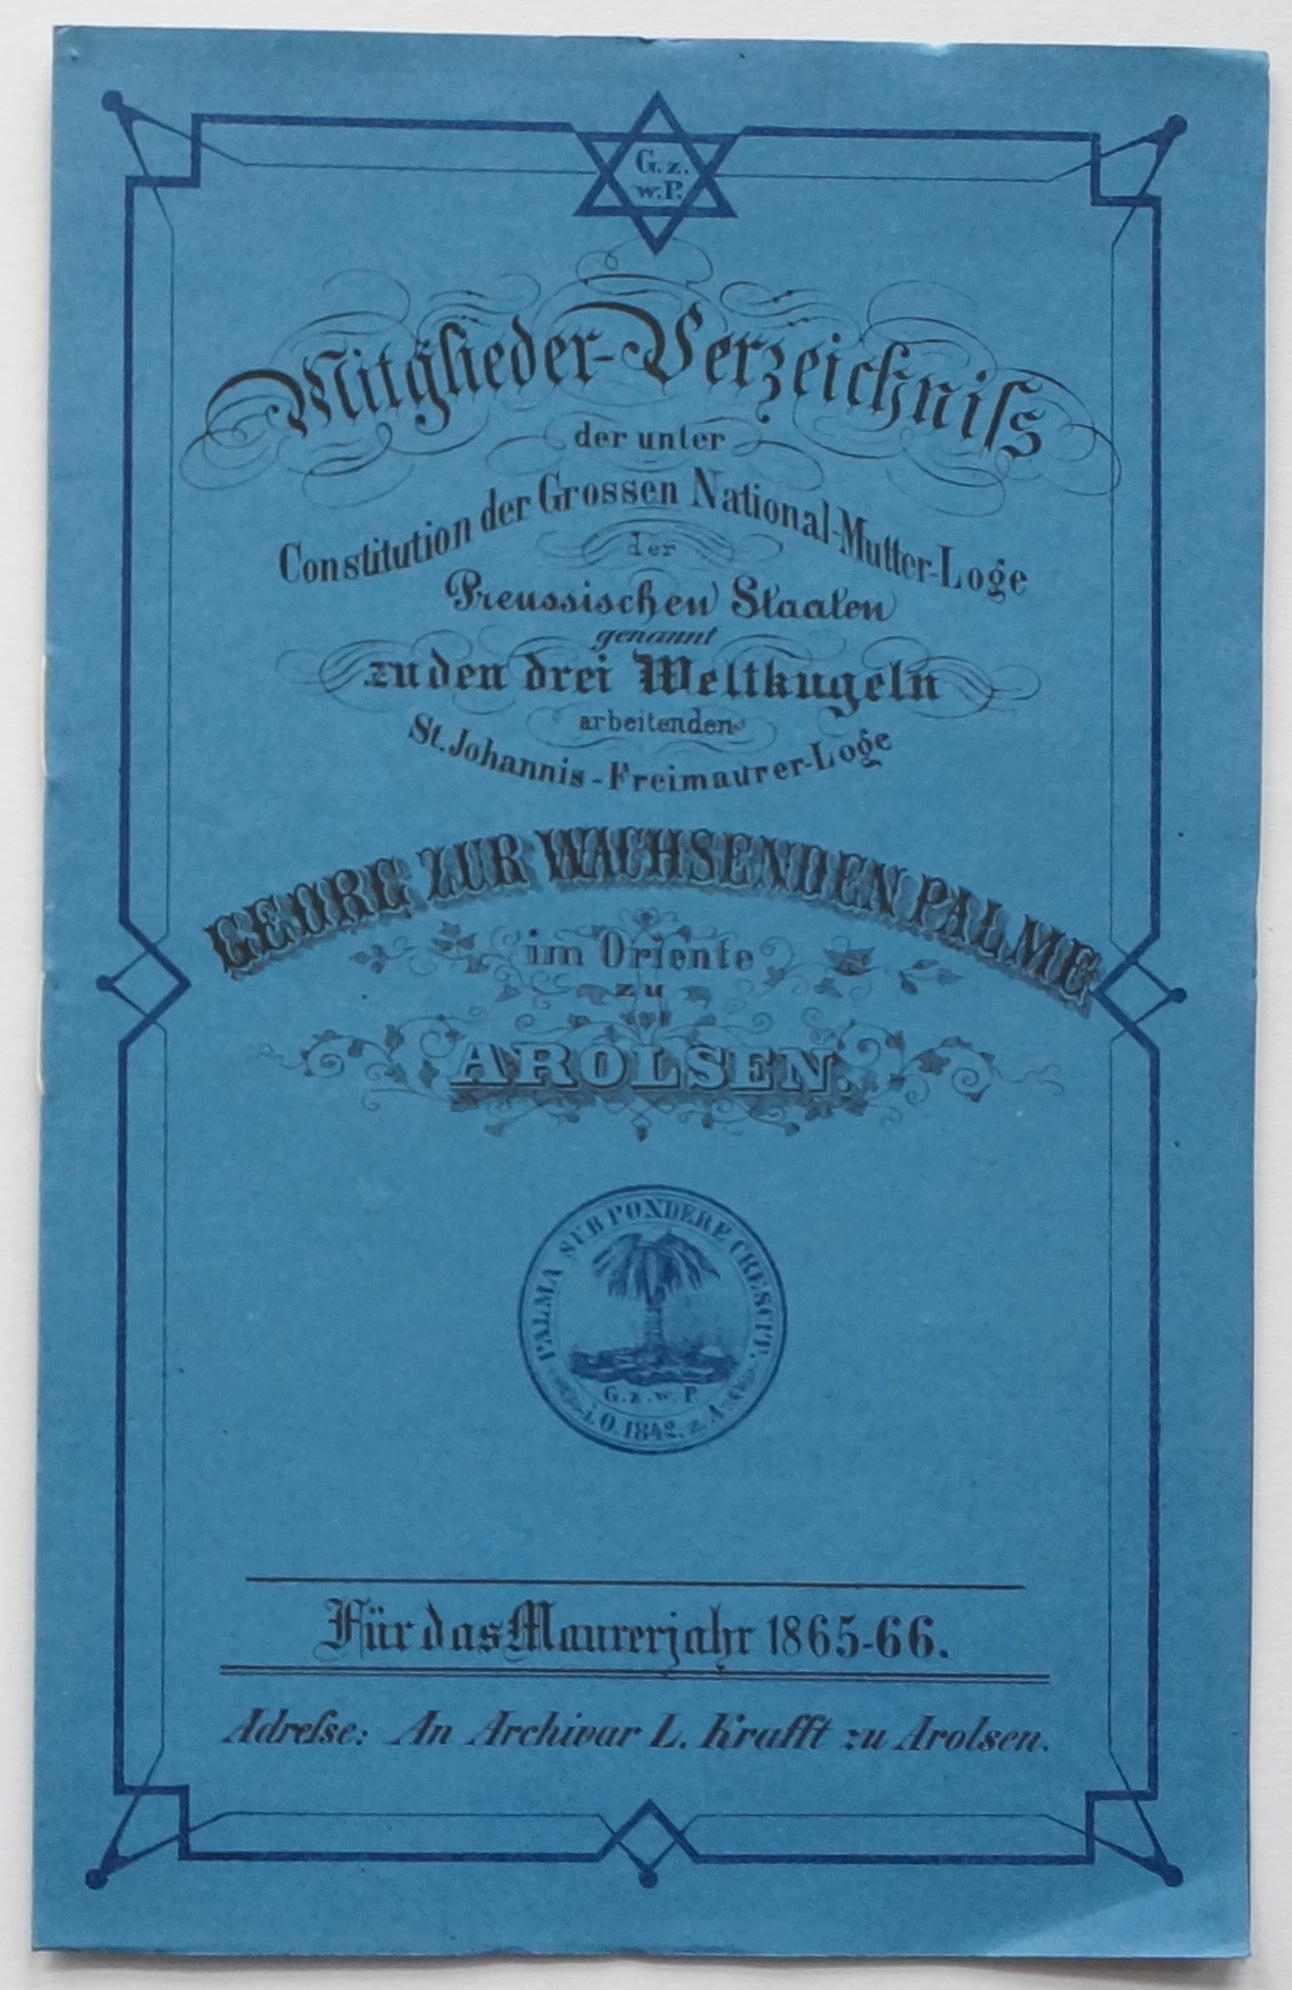 G. z.
w. P.
Mitglieder-Verzeichniſs
der unter
Constitution der Grossen National-Mutter-Loge
der
Preussischen Staaten
genannt
zu den drei Weltkugeln
arbeitenden
St. Johannis-Freimaurer-Loge
GEORG ZUR WACHSENDEN PALME
im Oriente
zu
AROLSEN.
PALMA SUB PONDERE CRESCIT.
G. z. w. P.
i. O. 1842. z. A.
Für das Maurerjahr 1865-66.
Adreſse: An Archivar L. Krafft zu Arolsen.